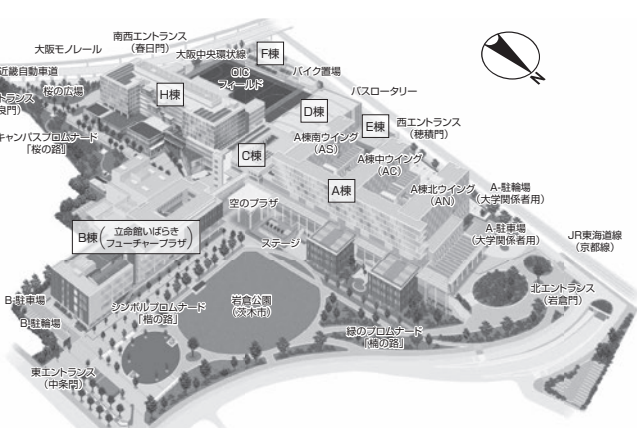 南西エントランス
(春日門)
大阪モノレール
大阪中央環状線
F棟
近畿自動車道
桜の広場
OIC
フィールド
バイク置場
N
トランス
良門)
H棟
バスロータリー
D棟
E棟
西エントランス
(穂積門)
キャンパスプロムナード
「桜の路」
A棟南ウイング
(AS)
C棟
A棟中ウイング
(AC)
A棟
A棟北ウイング
(AN)
A-駐輪場
(大学関係者用)
空のプラザ
B棟(立命館いばらき
フューチャープラザ)
ステージ
A-駐車場
(大学関係者用)
JR東海道線
(京都線)
北エントランス
(岩倉門)
B-駐車場
B-駐輪場
シンボルプロムナード
「楷の路」
岩倉公園
(茨木市)
緑のプロムナード
「楠の路」
東エントランス
(中条門)